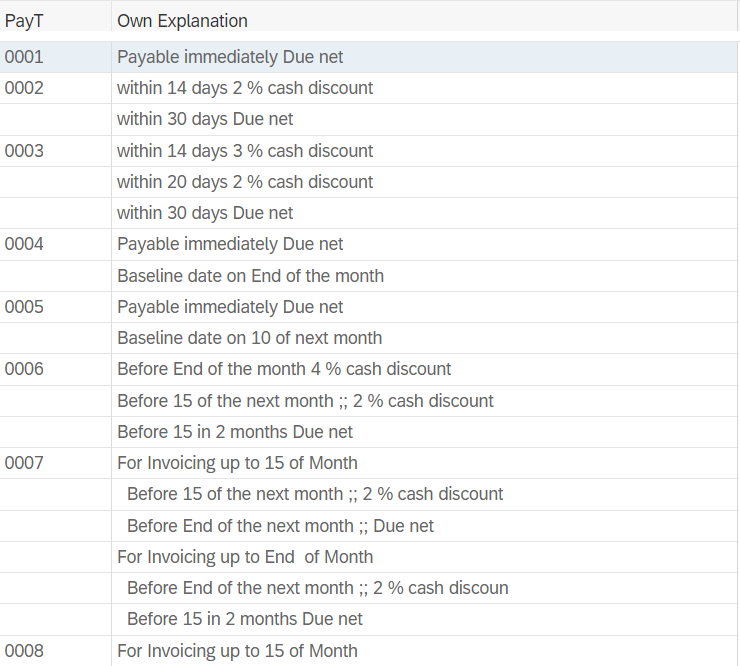 PayT Own Explanation
0001 Payable immediately Due net
0002 within 14 days 2 % cash discount
within 30 days Due net
0003 within 14 days 3 % cash discount
within 20 days 2 % cash discount
within 30 days Due net
0004 Payable immediately Due net
Baseline date on End of the month
0005 Payable immediately Due net
Baseline date on 10 of next month
0006 Before End of the month 4 % cash discount
Before 15 of the next month ;; 2 % cash discount
Before 15 in 2 months Due net
0007 For Invoicing up to 15 of Month
Before 15 of the next month ;; 2 % cash discount
Before End of the next month ;; Due net
For Invoicing up to End  of Month
Before End of the next month ;; 2 % cash discoun
Before 15 in 2 months Due net
0008 For Invoicing up to 15 of Month